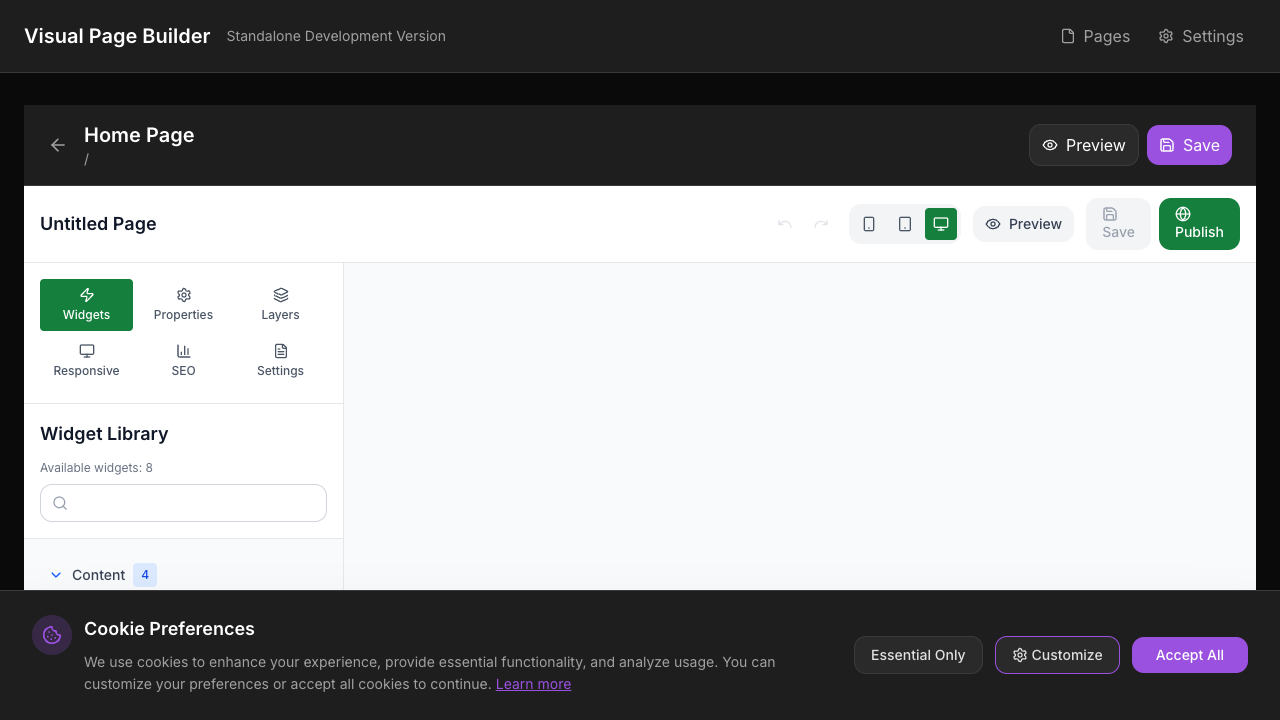 Visual Page Builder Standalone Development Version Pages Settings
Home Page
/
Preview Save
Untitled Page
Preview
Save
Publish
Widgets Properties Layers
Responsive SEO Settings
Widget Library
Available widgets: 8
Content 4
Cookie Preferences
We use cookies to enhance your experience, provide essential functionality, and analyze usage. You can
customize your preferences or accept all cookies to continue. Learn more
Essential Only Customize Accept All